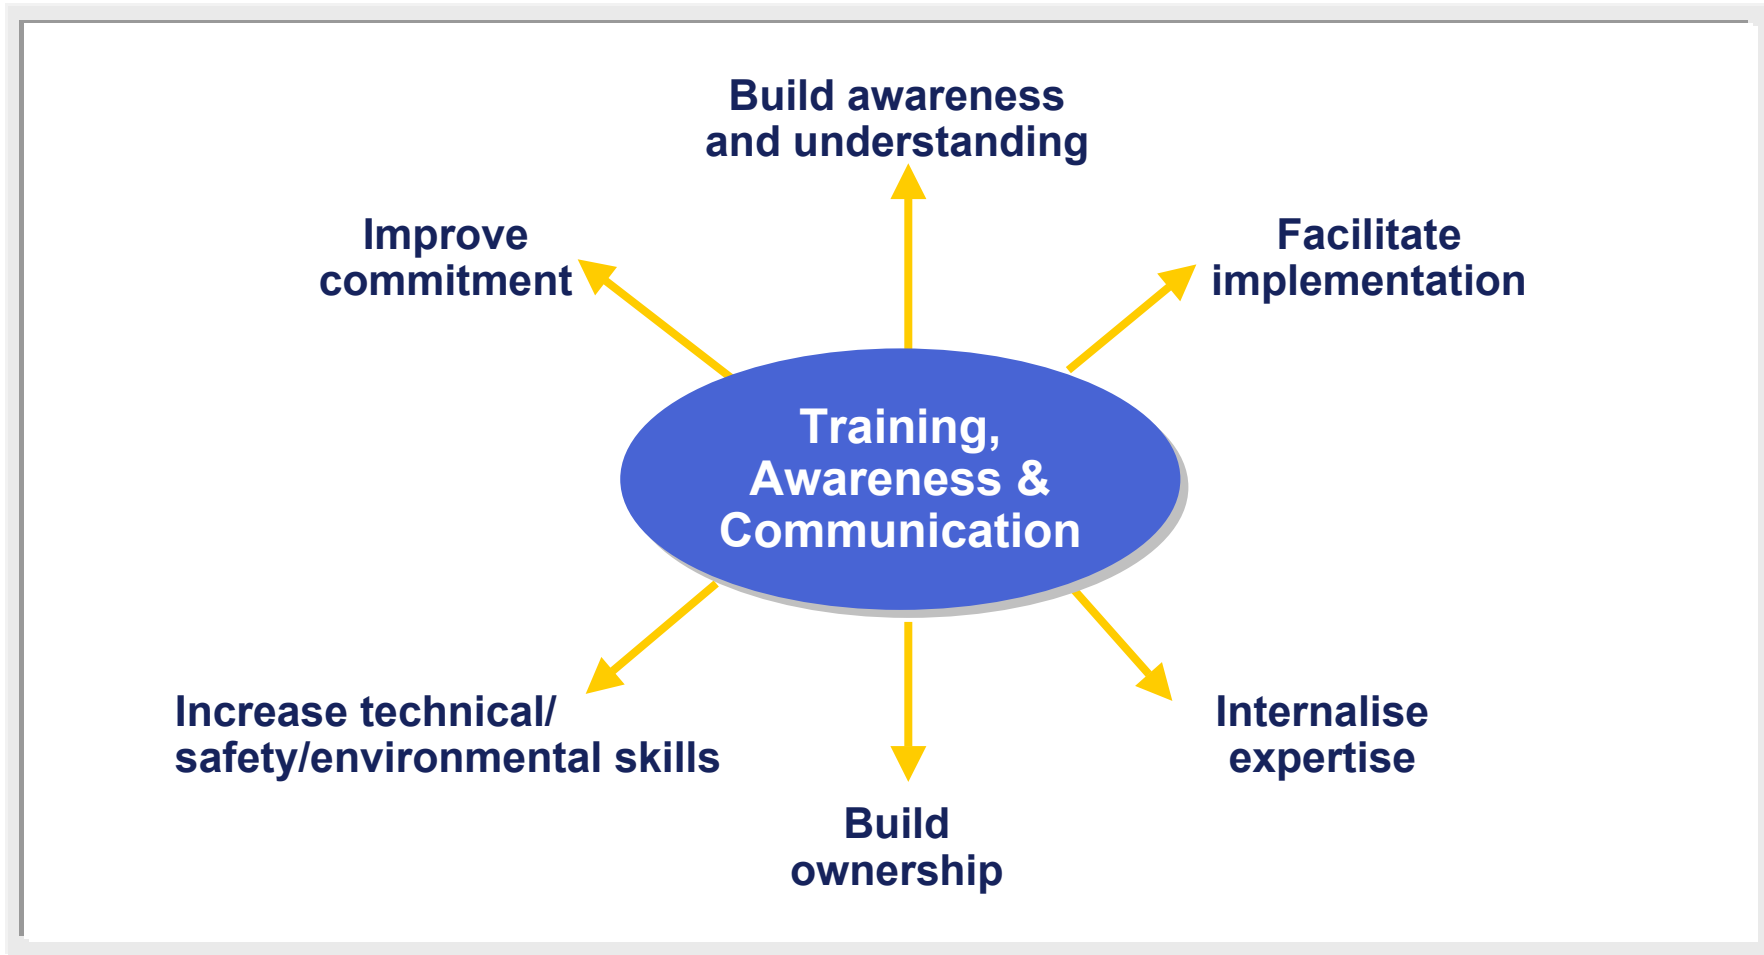 Build awareness
and understanding
Improve
commitment
Facilitate
implementation
Training,
Awareness &
Communication
Increase technical/
safety/environmental skills
Internalise
expertise
Build
ownership